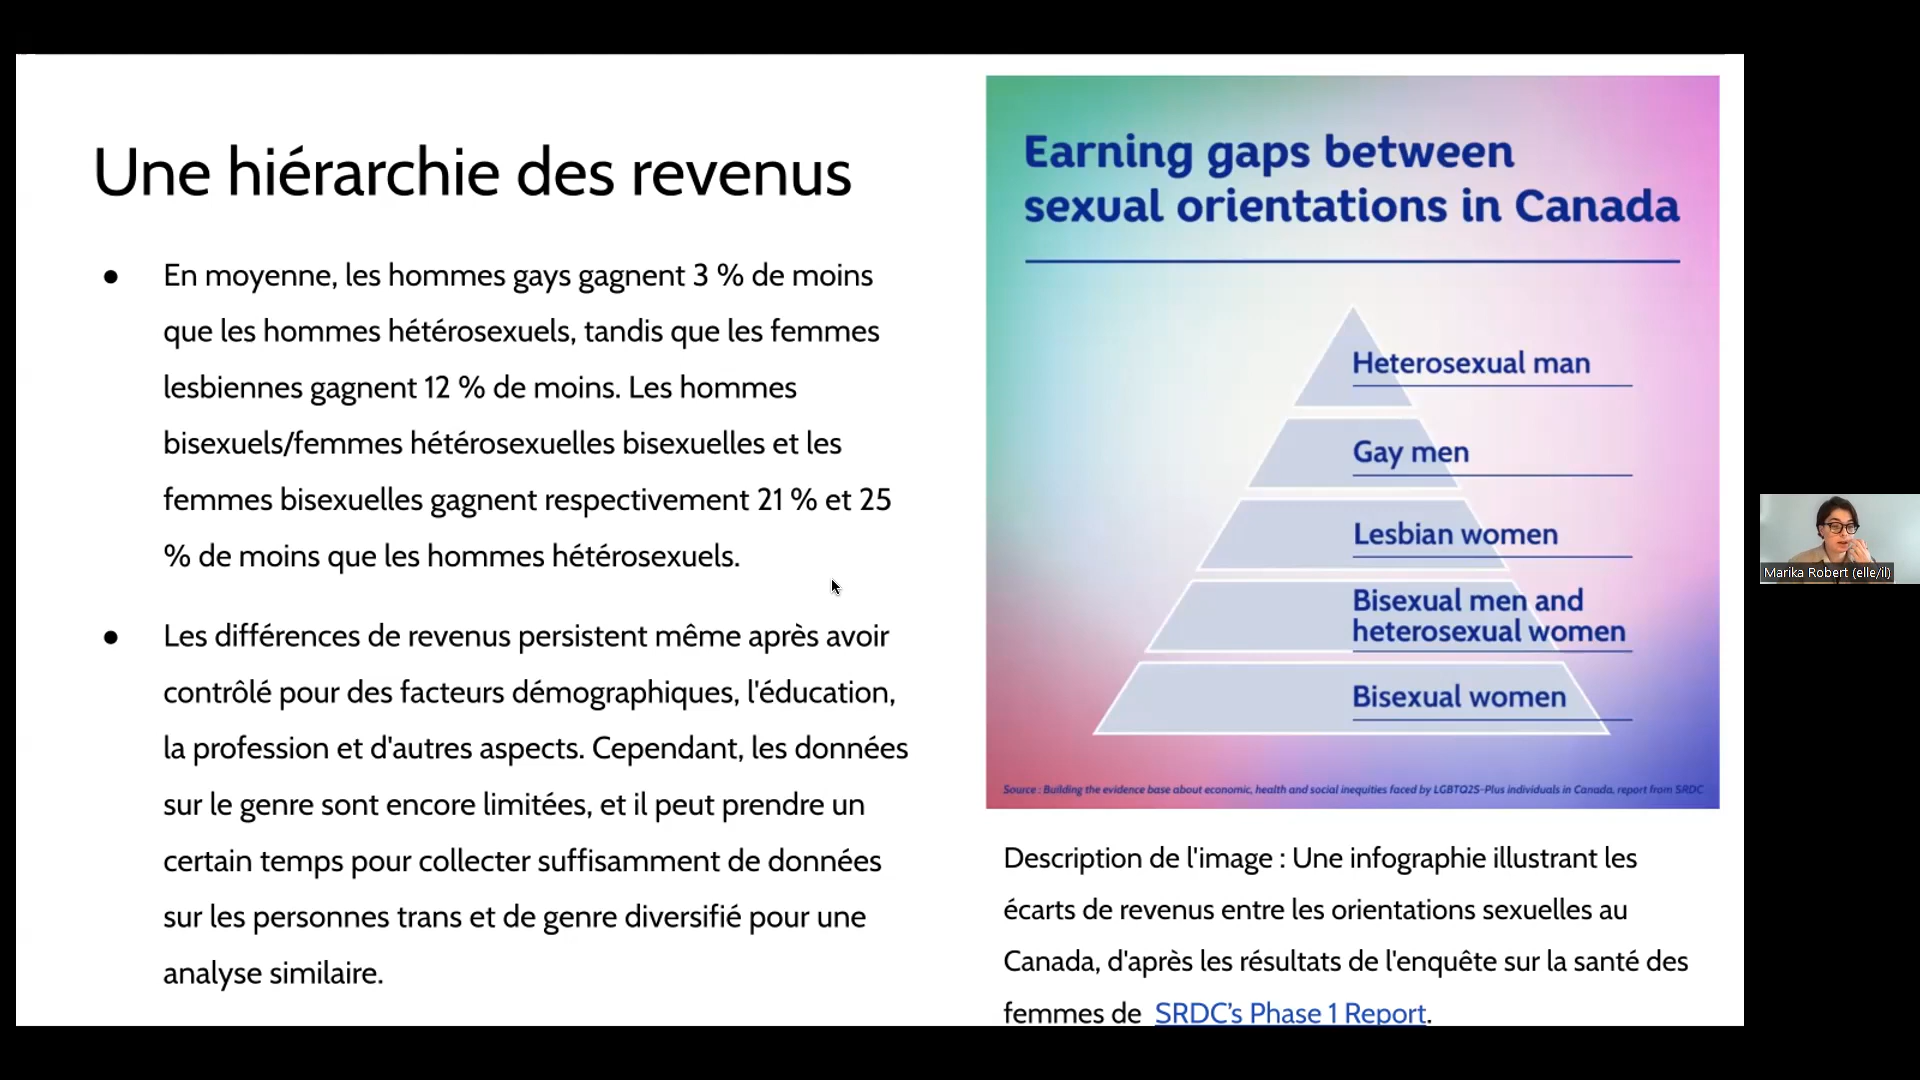 Une hiérarchie des revenus
● En moyenne, les hommes gays gagnent 3 % de moins
que les hommes hétérosexuels, tandis que les femmes
lesbiennes gagnent 12 % de moins. Les hommes
bisexuels/femmes hétérosexuelles bisexuelles et les
femmes bisexuelles gagnent respectivement 21 % et 25
% de moins que les hommes hétérosexuels.
● Les différences de revenus persistent même après avoir
contrôlé pour des facteurs démographiques, l'éducation,
la profession et d'autres aspects. Cependant, les données
sur le genre sont encore limitées, et il peut prendre un
certain temps pour collecter suffisamment de données
sur les personnes trans et de genre diversifié pour une
analyse similaire.
Earning gaps between
sexual orientations in Canada
Heterosexual man
Gay men
Lesbian women
Bisexual men and
heterosexual women
Bisexual women
Source : Building the evidence base about economic, health and social inequities faced by LGBTQ2S-Plus individuals in Canada, report from SRDC
Description de l'image : Une infographie illustrant les
écarts de revenus entre les orientations sexuelles au
Canada, d'après les résultats de l'enquête sur la santé des
femmes de SRDC’s Phase 1 Report.
Marika Robert (elle/il)